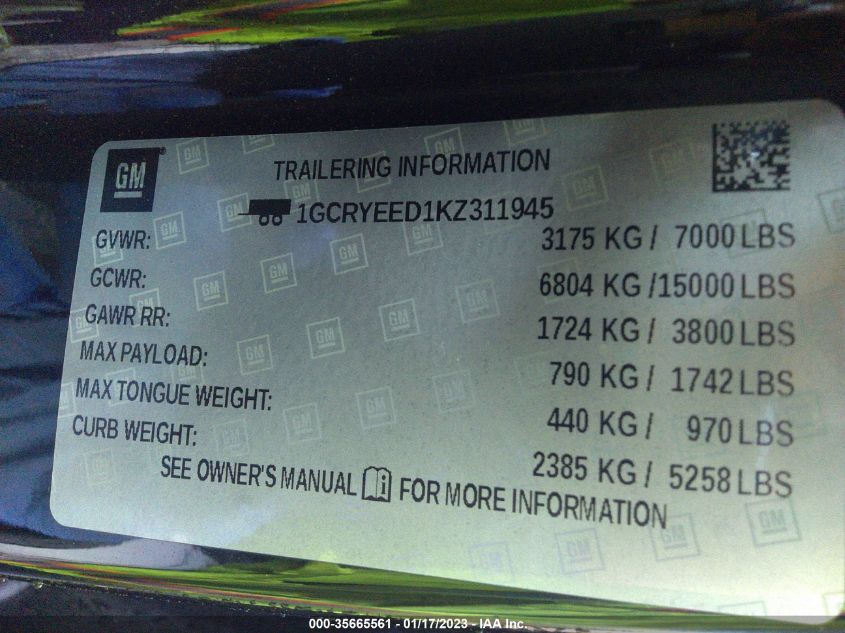 GM
TRAILERING INFORMATION
1GCRYEED1KZ311945
GVWR: 3175 KG / 7000 LBS
GCWR: 6804 KG /15000 LBS
GAWR RR: 1724 KG / 3800 LBS
MAX PAYLOAD: 790 KG / 1742 LBS
MAX TONGUE WEIGHT: 440 KG / 970 LBS
CURB WEIGHT: 2385 KG / 5258 LBS
SEE OWNER'S MANUAL FOR MORE INFORMATION
000-35665561 - 01/17/2023 - IAA Inc.